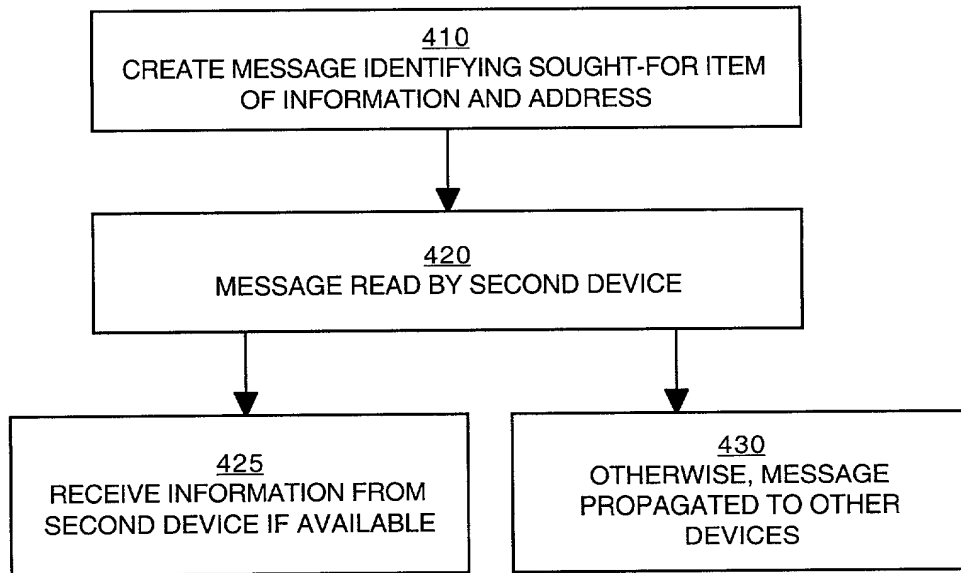 410
CREATE MESSAGE IDENTIFYING SOUGHT-FOR ITEM
OF INFORMATION AND ADDRESS
420
MESSAGE READ BY SECOND DEVICE
425
RECEIVE INFORMATION FROM
SECOND DEVICE IF AVAILABLE
430
OTHERWISE, MESSAGE
PROPAGATED TO OTHER
DEVICES